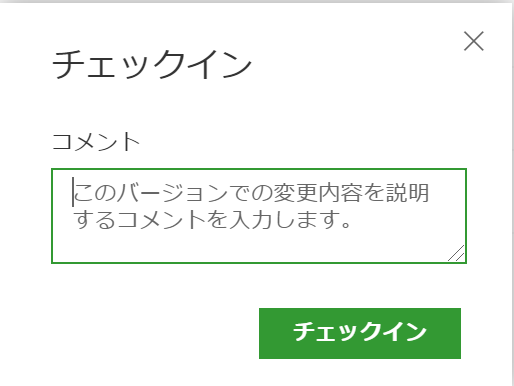 チェックイン
コメント
このバージョンでの変更内容を説明
するコメントを入力します。
チェックイン